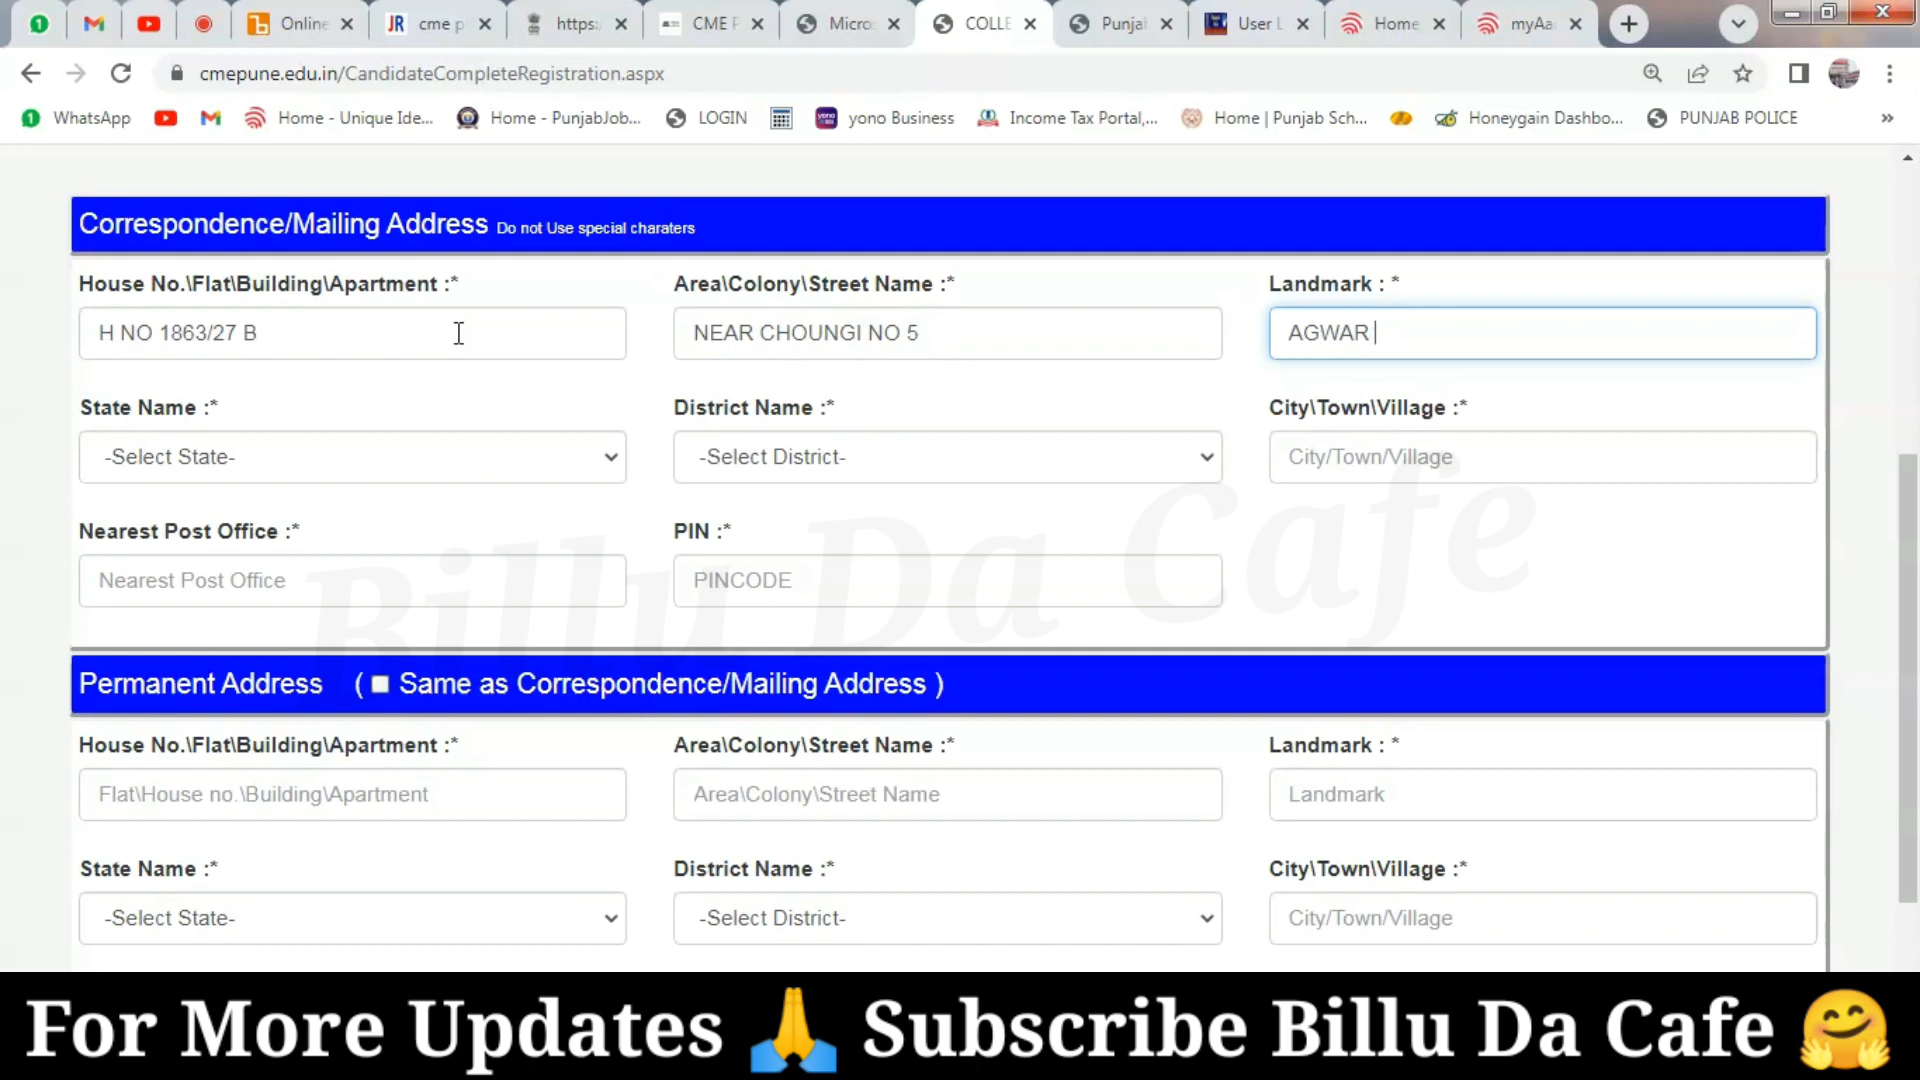 Online
JR cme p
https:
CME F
Micro
COLLE
Punjal
User L
Home
myAa
cmepune.edu.in/CandidateCompleteRegistration.aspx
WhatsApp
Home - Unique Ide...
Home - PunjabJob...
LOGIN
yono Business
Income Tax Portal,...
Home | Punjab Sch...
Honeygain Dashbo...
PUNJAB POLICE
»
Correspondence/Mailing Address Do not Use special charaters
House No.\Flat\Building\Apartment :* Area\Colony\Street Name :* Landmark : *
H NO 1863/27 B NEAR CHOUNGI NO 5 AGWAR
State Name :* District Name :* City\Town\Village :*
-Select State- -Select District- City/Town/Village
Nearest Post Office :* PIN :*
Nearest Post Office PINCODE
Billu Da Cafe
Permanent Address ( Same as Correspondence/Mailing Address )
House No.\Flat\Building\Apartment :* Area\Colony\Street Name :* Landmark : *
Flat\House no.\Building\Apartment Area\Colony\Street Name Landmark
State Name :* District Name :* City\Town\Village :*
-Select State- -Select District- City/Town/Village
For More Updates 🙏 Subscribe Billu Da Cafe 🤗